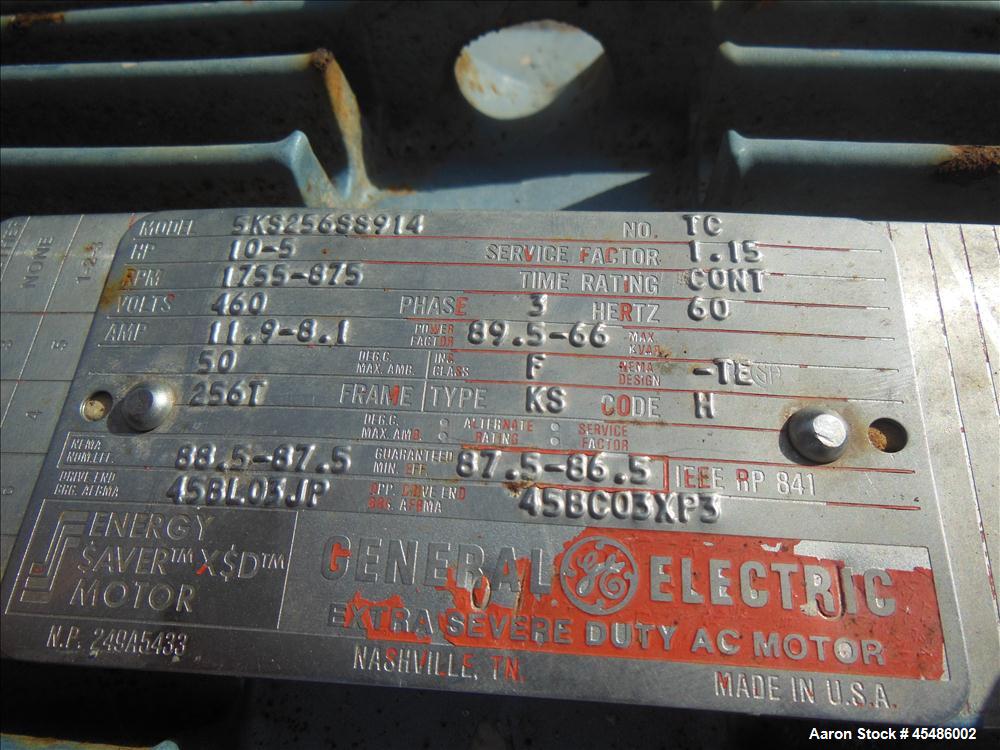 MODEL 5KS256SS914 NO. TC
HP 10-5 SERVICE FACTOR 1.15
RPM 1755-875 TIME RATING CONT
VOLTS 460 PHASE 3 HERTZ 60
AMP 11.9-8.1 POWER FACTOR 89.5-66 MAX KVAR
50 DEG.C. MAX. AMB. INS. CLASS F NEMA DESIGN -TE
256T FRAME TYPE KS CODE H
DEG.C. MAX. AMB : ALTERNATE RATING : SERVICE FACTOR
NEMA NOM.EFF. 88.5-87.5 GUARANTEED MIN. EFF. 87.5-86.5 IEEE RP 841
DRIVE END BRG. AFBMA 45BL03JP OPP. DRIVE END BRG. AFBMA 45BC03XP3
ENERGY
$AVER™ X$D™
MOTOR
GENERAL GE ELECTRIC
EXTRA SEVERE DUTY AC MOTOR
N.P. 249A5433
NASHVILLE, TN.
MADE IN U.S.A.
NONE
1-2-3
4
Aaron Stock # 45486002